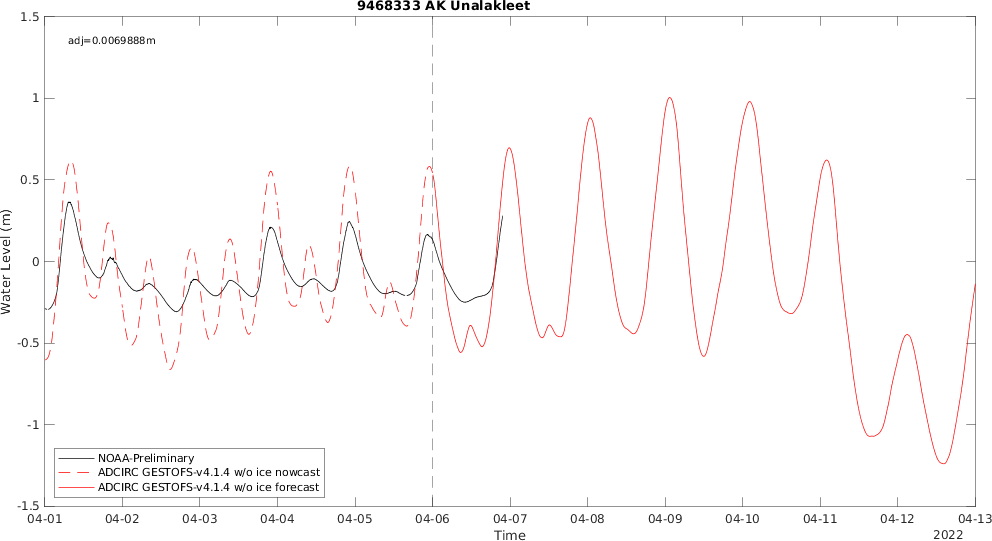 9468333 AK Unalakleet
adj=0.0069888m
1.5
1
0.5
0
-0.5
-1
-1.5
Water Level (m)
NOAA-Preliminary
ADCIRC GESTOFS-v4.1.4 w/o ice nowcast
ADCIRC GESTOFS-v4.1.4 w/o ice forecast
04-01 04-02 04-03 04-04 04-05 04-06 04-07 04-08 04-09 04-10 04-11 04-12 04-13
Time
2022